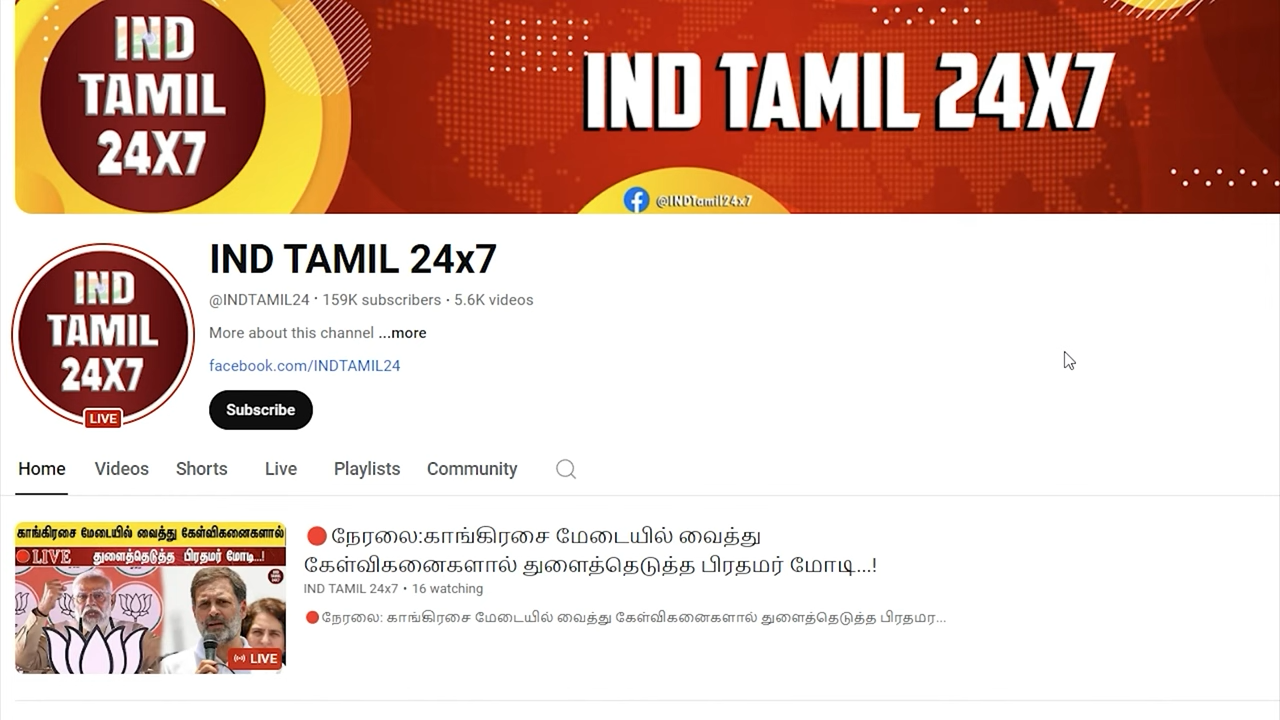 IND
TAMIL
24X7
IND TAMIL 24X7
@INDTamil24x7
IND
TAMIL
24X7
LIVE
IND TAMIL 24x7
@INDTAMIL24 • 159K subscribers • 5.6K videos
More about this channel ...more
facebook.com/INDTAMIL24
Subscribe
Home Videos Shorts Live Playlists Community
காங்கிரசை மேடையில் வைத்து கேள்விகனைகளால்
LIVE துளைத்தெடுத்த பிரதமர் மோடி...!
LIVE
🔴நேரலை:காங்கிரசை மேடையில் வைத்து
கேள்விகனைகளால் துளைத்தெடுத்த பிரதமர் மோடி...!
IND TAMIL 24x7 • 16 watching
🔴நேரலை: காங்கிரசை மேடையில் வைத்து கேள்விகனைகளால் துளைத்தெடுத்த பிரதமர...